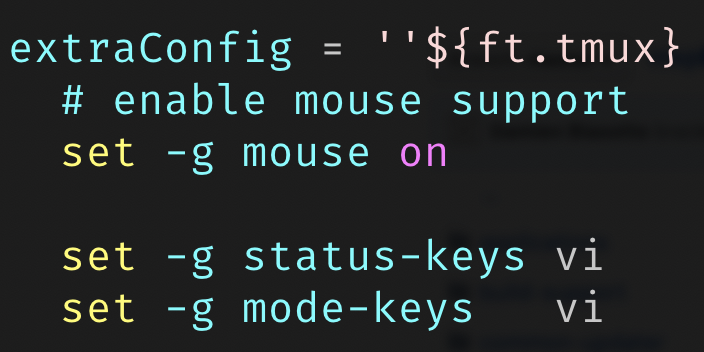 extraConfig = ''${ft.tmux}
# enable mouse support
set -g mouse on
set -g status-keys vi
set -g mode-keys   vi